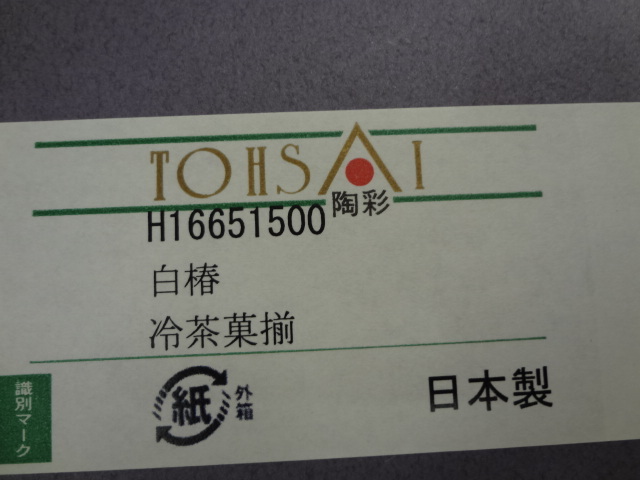 TOHSAI
陶彩
H16651500
白椿
冷茶菓揃
識別マーク
紙
外箱
日本製